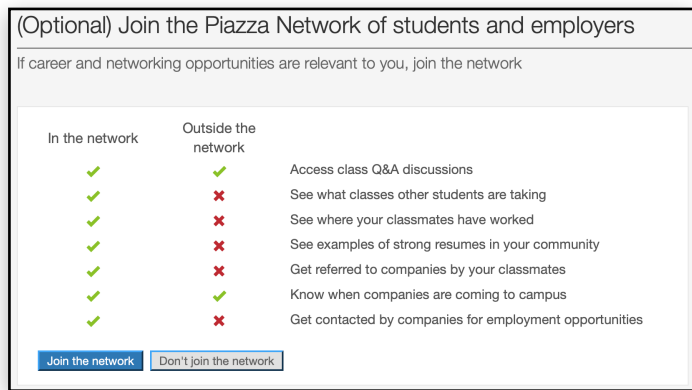 (Optional) Join the Piazza Network of students and employers
If career and networking opportunities are relevant to you, join the network
In the network
Outside the
network
Access class Q&A discussions
See what classes other students are taking
See where your classmates have worked
See examples of strong resumes in your community
Get referred to companies by your classmates
Know when companies are coming to campus
Get contacted by companies for employment opportunities
Join the network
Don't join the network